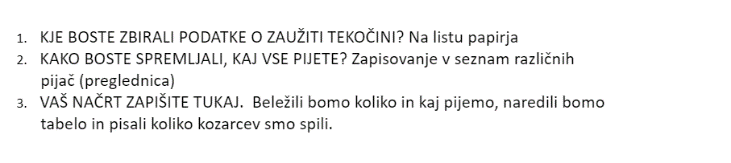 1. KJE BOSTE ZBIRALI PODATKE O ZAUŽITI TEKOČINI? Na listu papirja
2. KAKO BOSTE SPREMLJALI, KAJ VSE PIJETE? Zapisovanje v seznam različnih
pijač (preglednica)
3. VAŠ NAČRT ZAPIŠITE TUKAJ. Beležili bomo koliko in kaj pijemo, naredili bomo
tabelo in pisali koliko kozarcev smo spili.